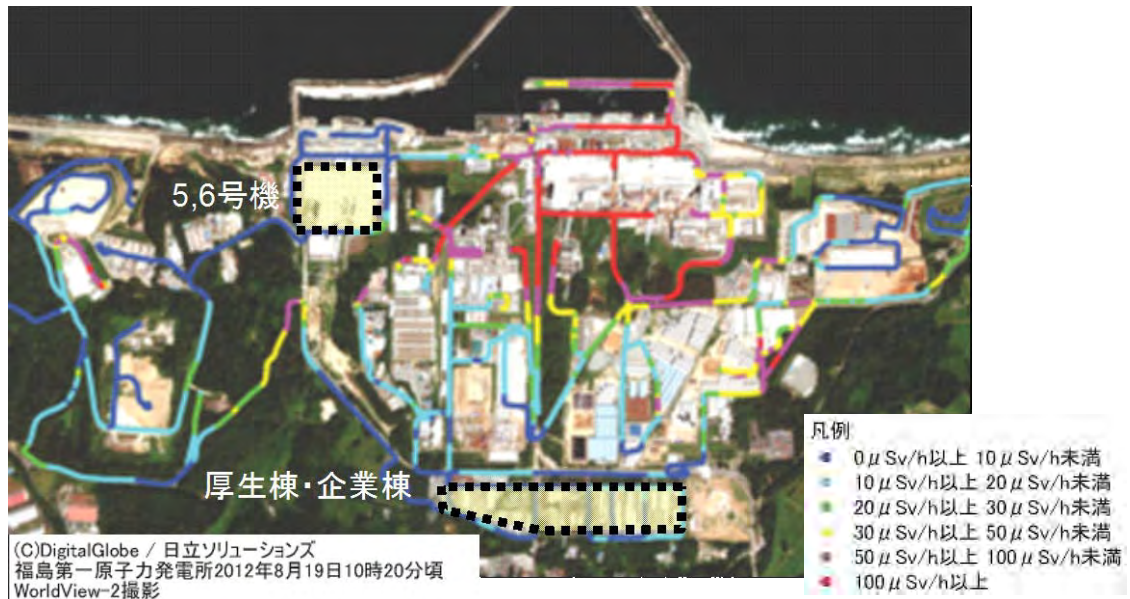 5,6号機
厚生棟・企業棟
(C)DigitalGlobe / 日立ソリューションズ
福島第一原子力発電所2012年8月19日10時20分頃
WorldView-2撮影
凡例
0μSv/h以上 10μSv/h未満
10μSv/h以上 20μSv/h未満
20μSv/h以上 30μSv/h未満
30μSv/h以上 50μSv/h未満
50μSv/h以上 100μSv/h未満
100μSv/h以上